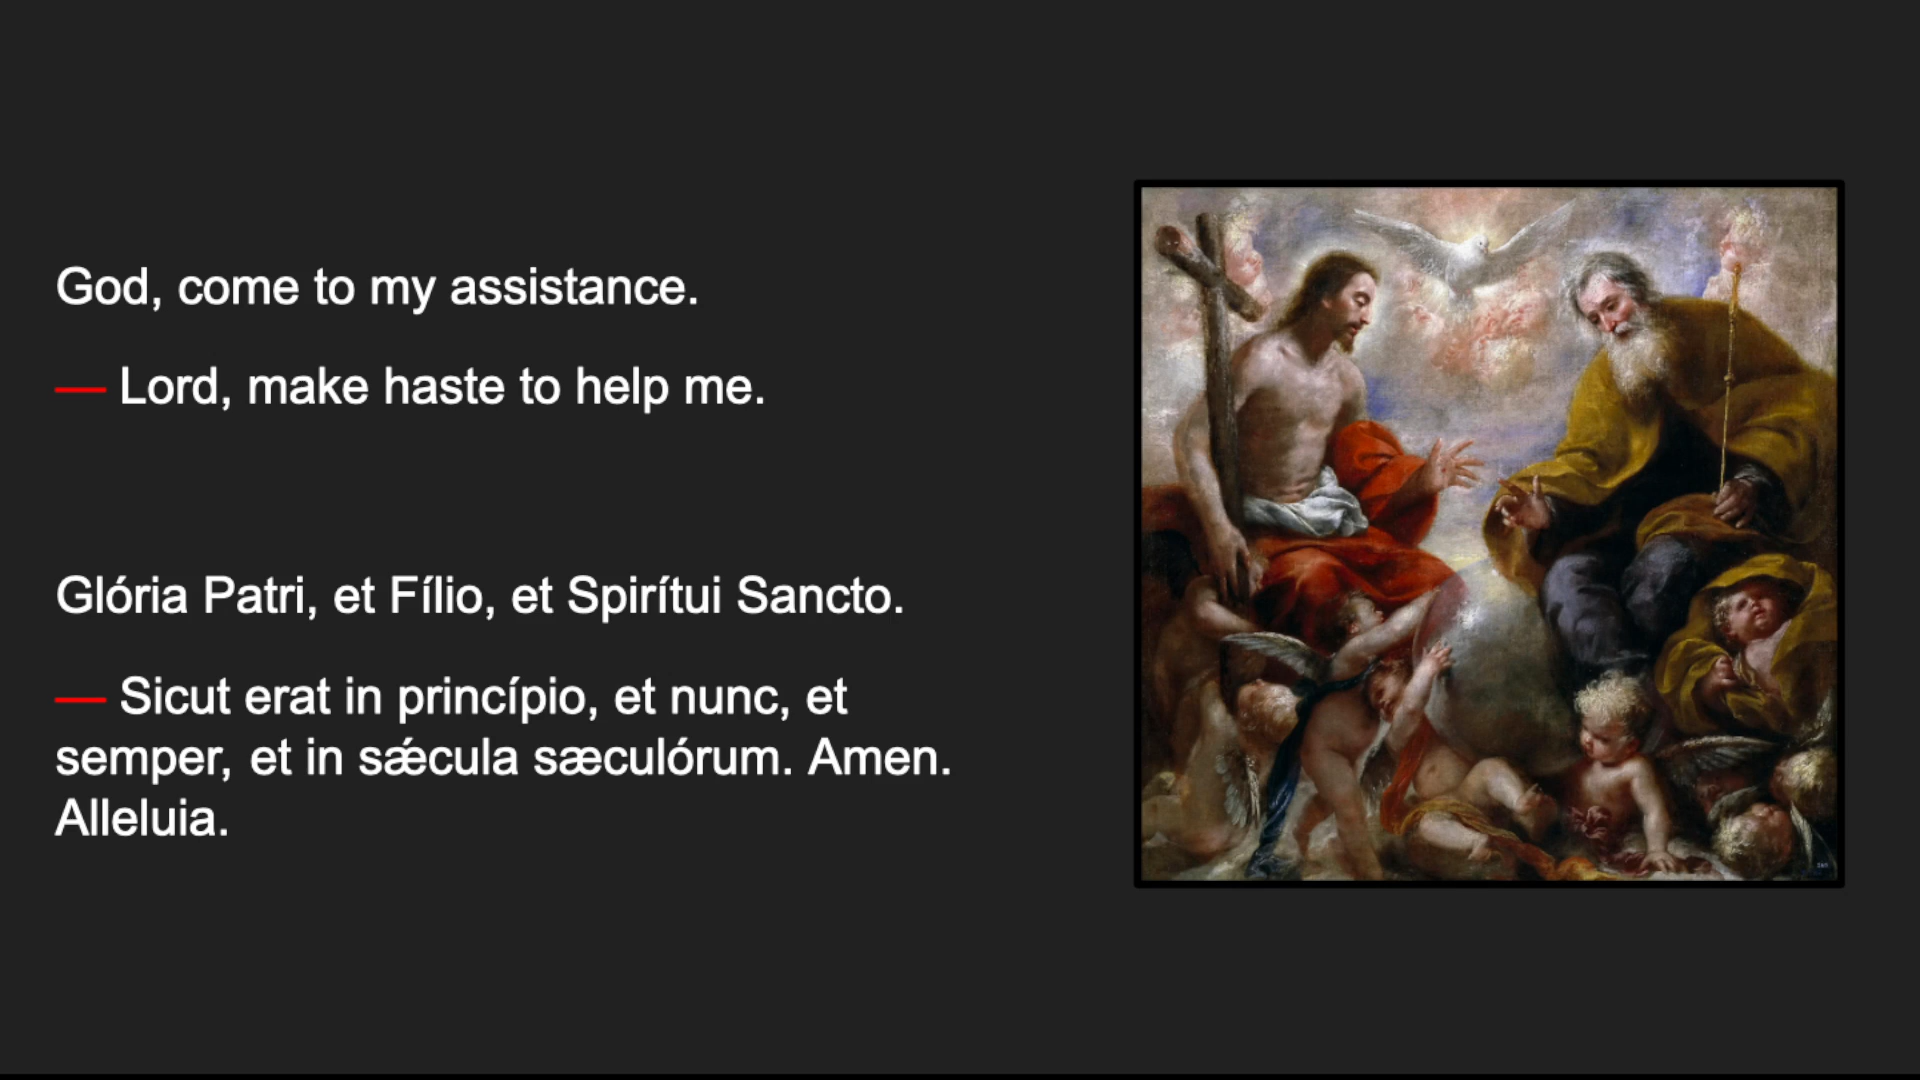 God, come to my assistance.
— Lord, make haste to help me.
Glória Patri, et Fílio, et Spirítui Sancto.
— Sicut erat in princípio, et nunc, et
semper, et in sǽcula sæculórum. Amen.
Alleluia.